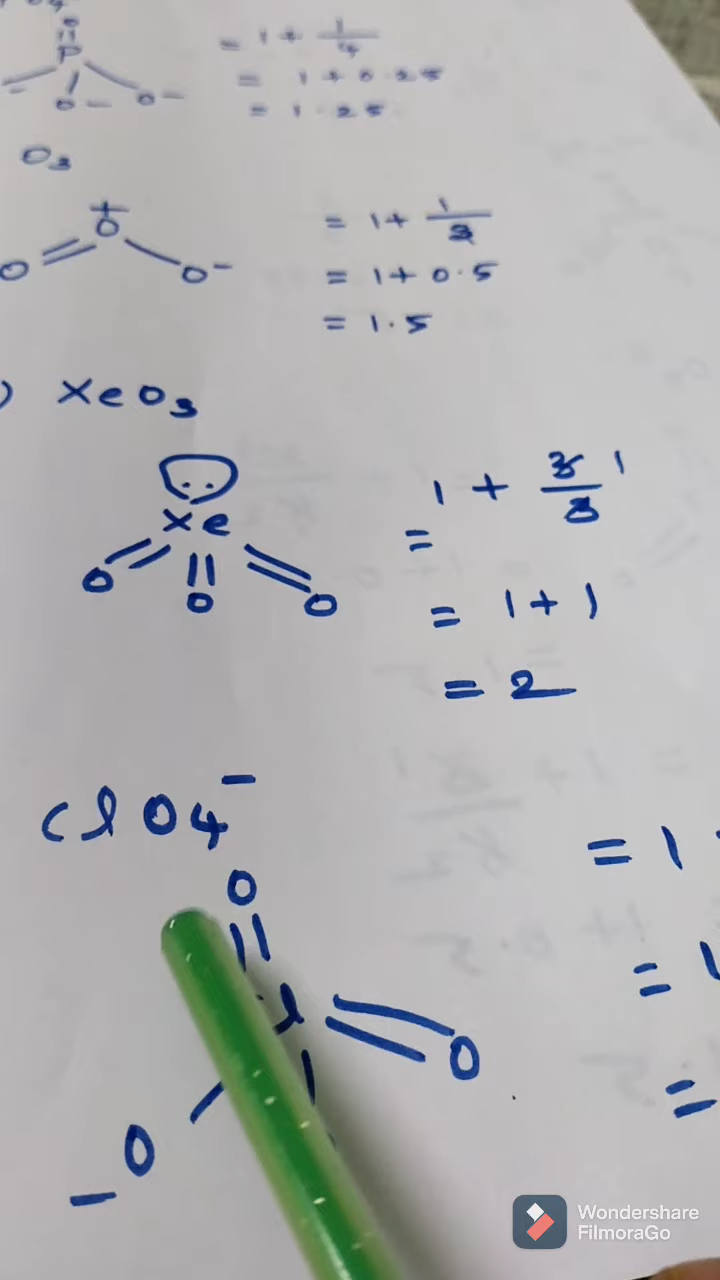 O
P
= 1 + 1/4
= 1 + 0.25
O - O -
= 1.25
O3
+
O
O O -
= 1 + 1/2
= 1 + 0.5
= 1.5
) XeO3
··
Xe
O O O
= 1 + 3/3 1
= 1 + 1
= 2
ClO4 -
= 1
O
l
O
=
O
-
=
Wondershare
FilmoraGo